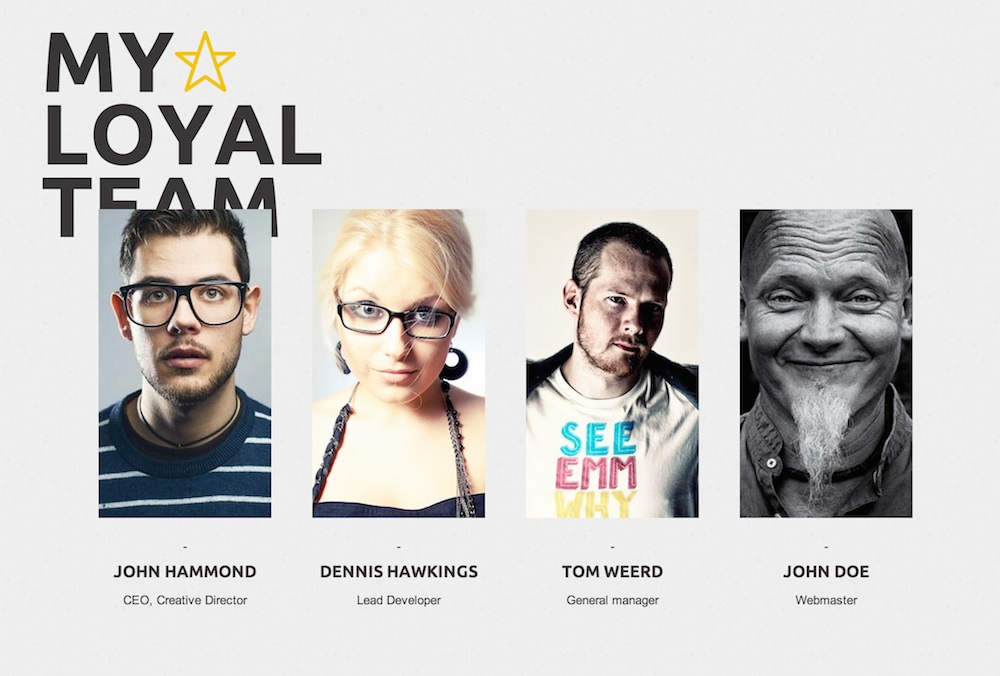 MY
LOYAL
TEAM
SEE
EMM
WHY
-
JOHN HAMMOND
CEO, Creative Director
-
DENNIS HAWKINGS
Lead Developer
-
TOM WEERD
General manager
-
JOHN DOE
Webmaster